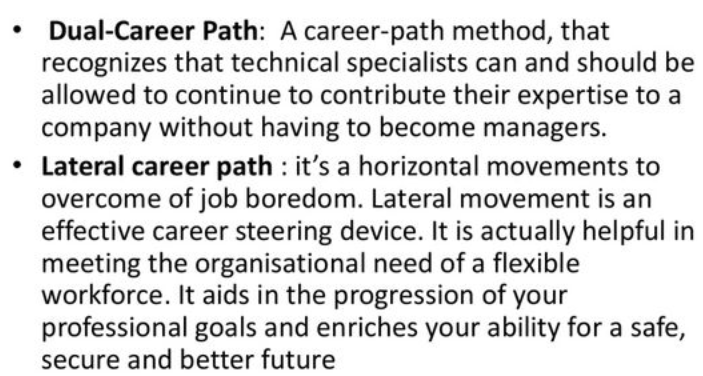 • Dual-Career Path: A career-path method, that
recognizes that technical specialists can and should be
allowed to continue to contribute their expertise to a
company without having to become managers.
• Lateral career path : it’s a horizontal movements to
overcome of job boredom. Lateral movement is an
effective career steering device. It is actually helpful in
meeting the organisational need of a flexible
workforce. It aids in the progression of your
professional goals and enriches your ability for a safe,
secure and better future